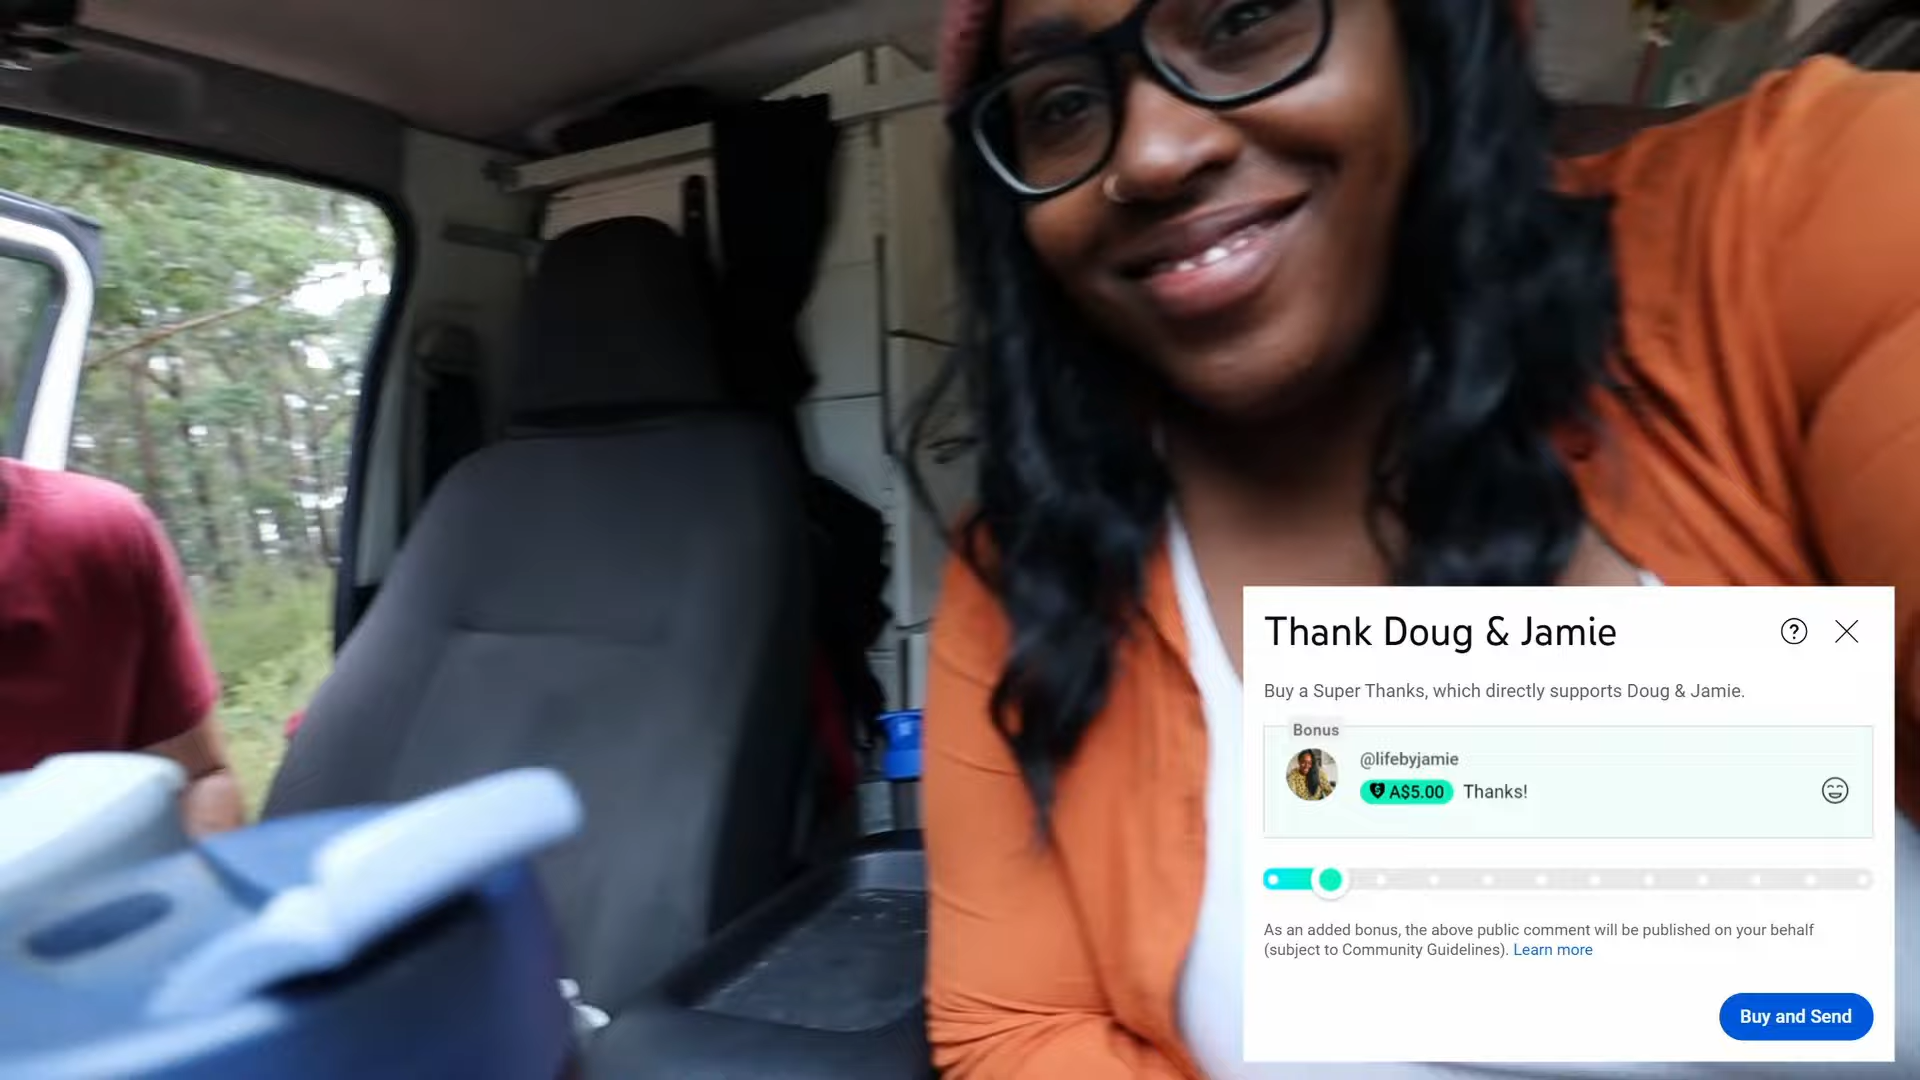 Thank Doug & Jamie
Buy a Super Thanks, which directly supports Doug & Jamie.
Bonus
@lifebyjamie
A$5.00 Thanks!
As an added bonus, the above public comment will be published on your behalf
(subject to Community Guidelines). Learn more
Buy and Send